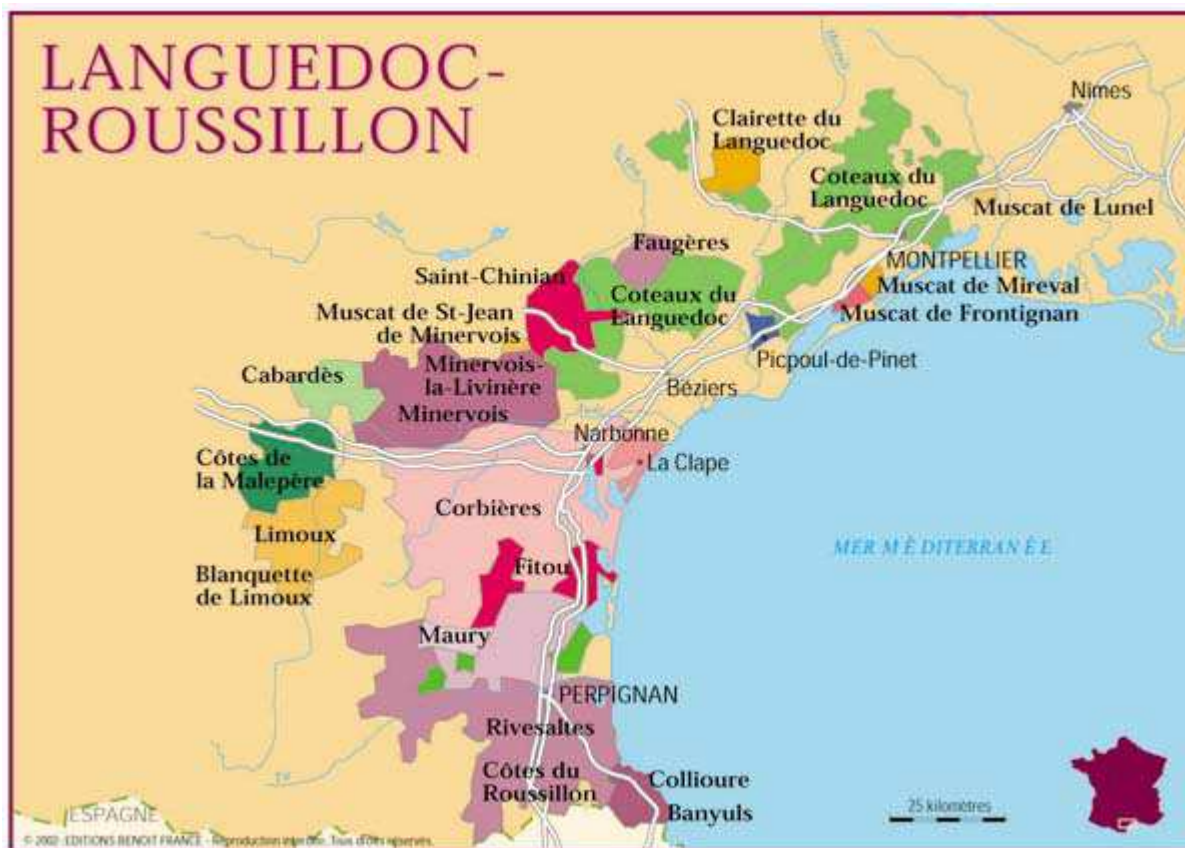 LANGUEDOC-
ROUSSILLON
Nîmes
Clairette du
Languedoc
Coteaux du
Languedoc
Muscat de Lunel
Faugères
MONTPELLIER
Saint-Chinian
Muscat de Mireval
Coteaux du
Languedoc
Muscat de Frontignan
Muscat de St-Jean
de Minervois
Picpoul-de-Pinet
Minervois-
la-Livinère
Cabardès
Béziers
Minervois
Narbonne
Côtes de
la Malepère
La Clape
Corbières
Limoux
MER MÉDITERRANÉE
Fitou
Blanquette
de Limoux
Maury
PERPIGNAN
Rivesaltes
Côtes du
Roussillon
Collioure
Banyuls
25 kilomètres
ESPAGNE
© 2002 EDITIONS BENOIT FRANCE - Reproduction interdite. Tous droits réservés.